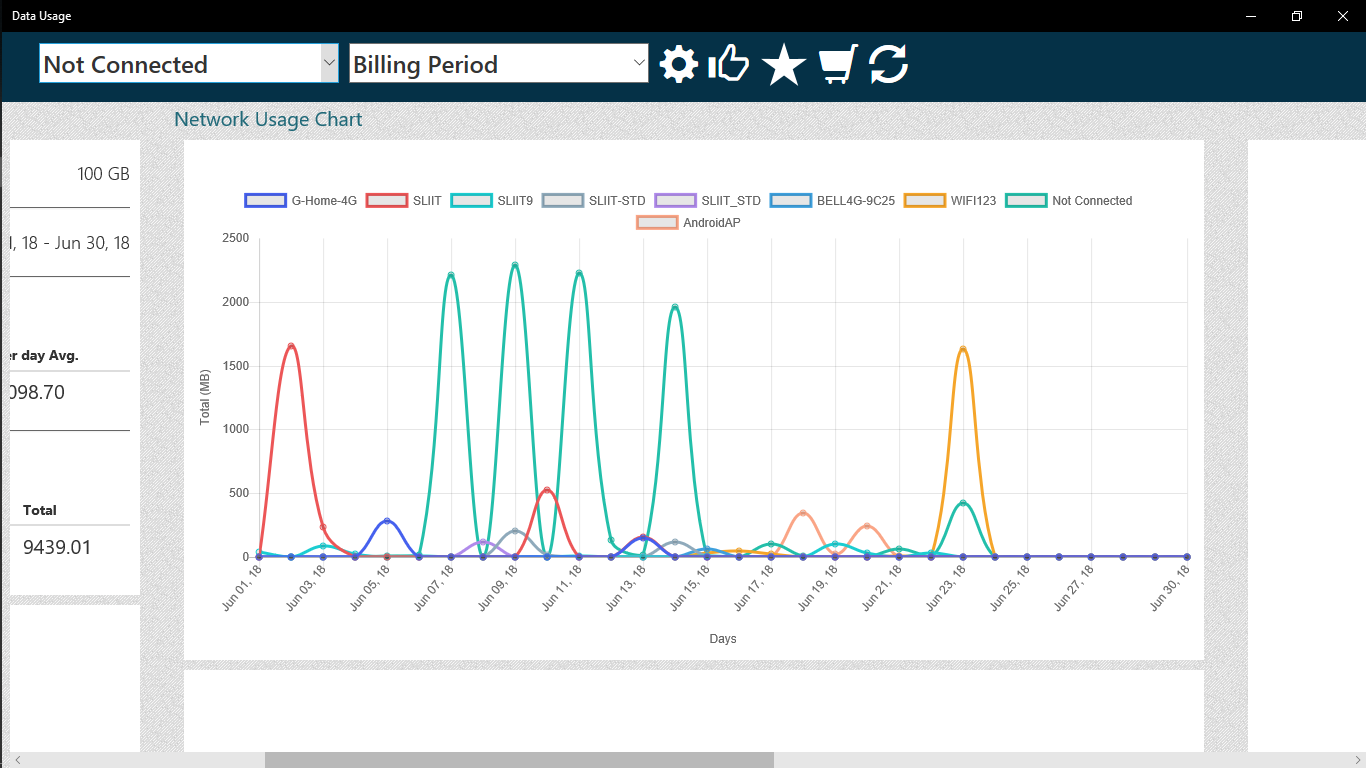 Data Usage
Not Connected
Billing Period
Network Usage Chart
100 GB
, 18 - Jun 30, 18
day Avg.
098.70
Total
9439.01
G-Home-4G SLIIT SLIIT9 SLIIT-STD SLIIT_STD BELL4G-9C25 WIFI123 Not Connected
AndroidAP
2500
2000
1500
1000
500
0
Total (MB)
Jun 01, 18 Jun 03, 18 Jun 05, 18 Jun 07, 18 Jun 09, 18 Jun 11, 18 Jun 13, 18 Jun 15, 18 Jun 17, 18 Jun 19, 18 Jun 21, 18 Jun 23, 18 Jun 25, 18 Jun 27, 18 Jun 30, 18
Days